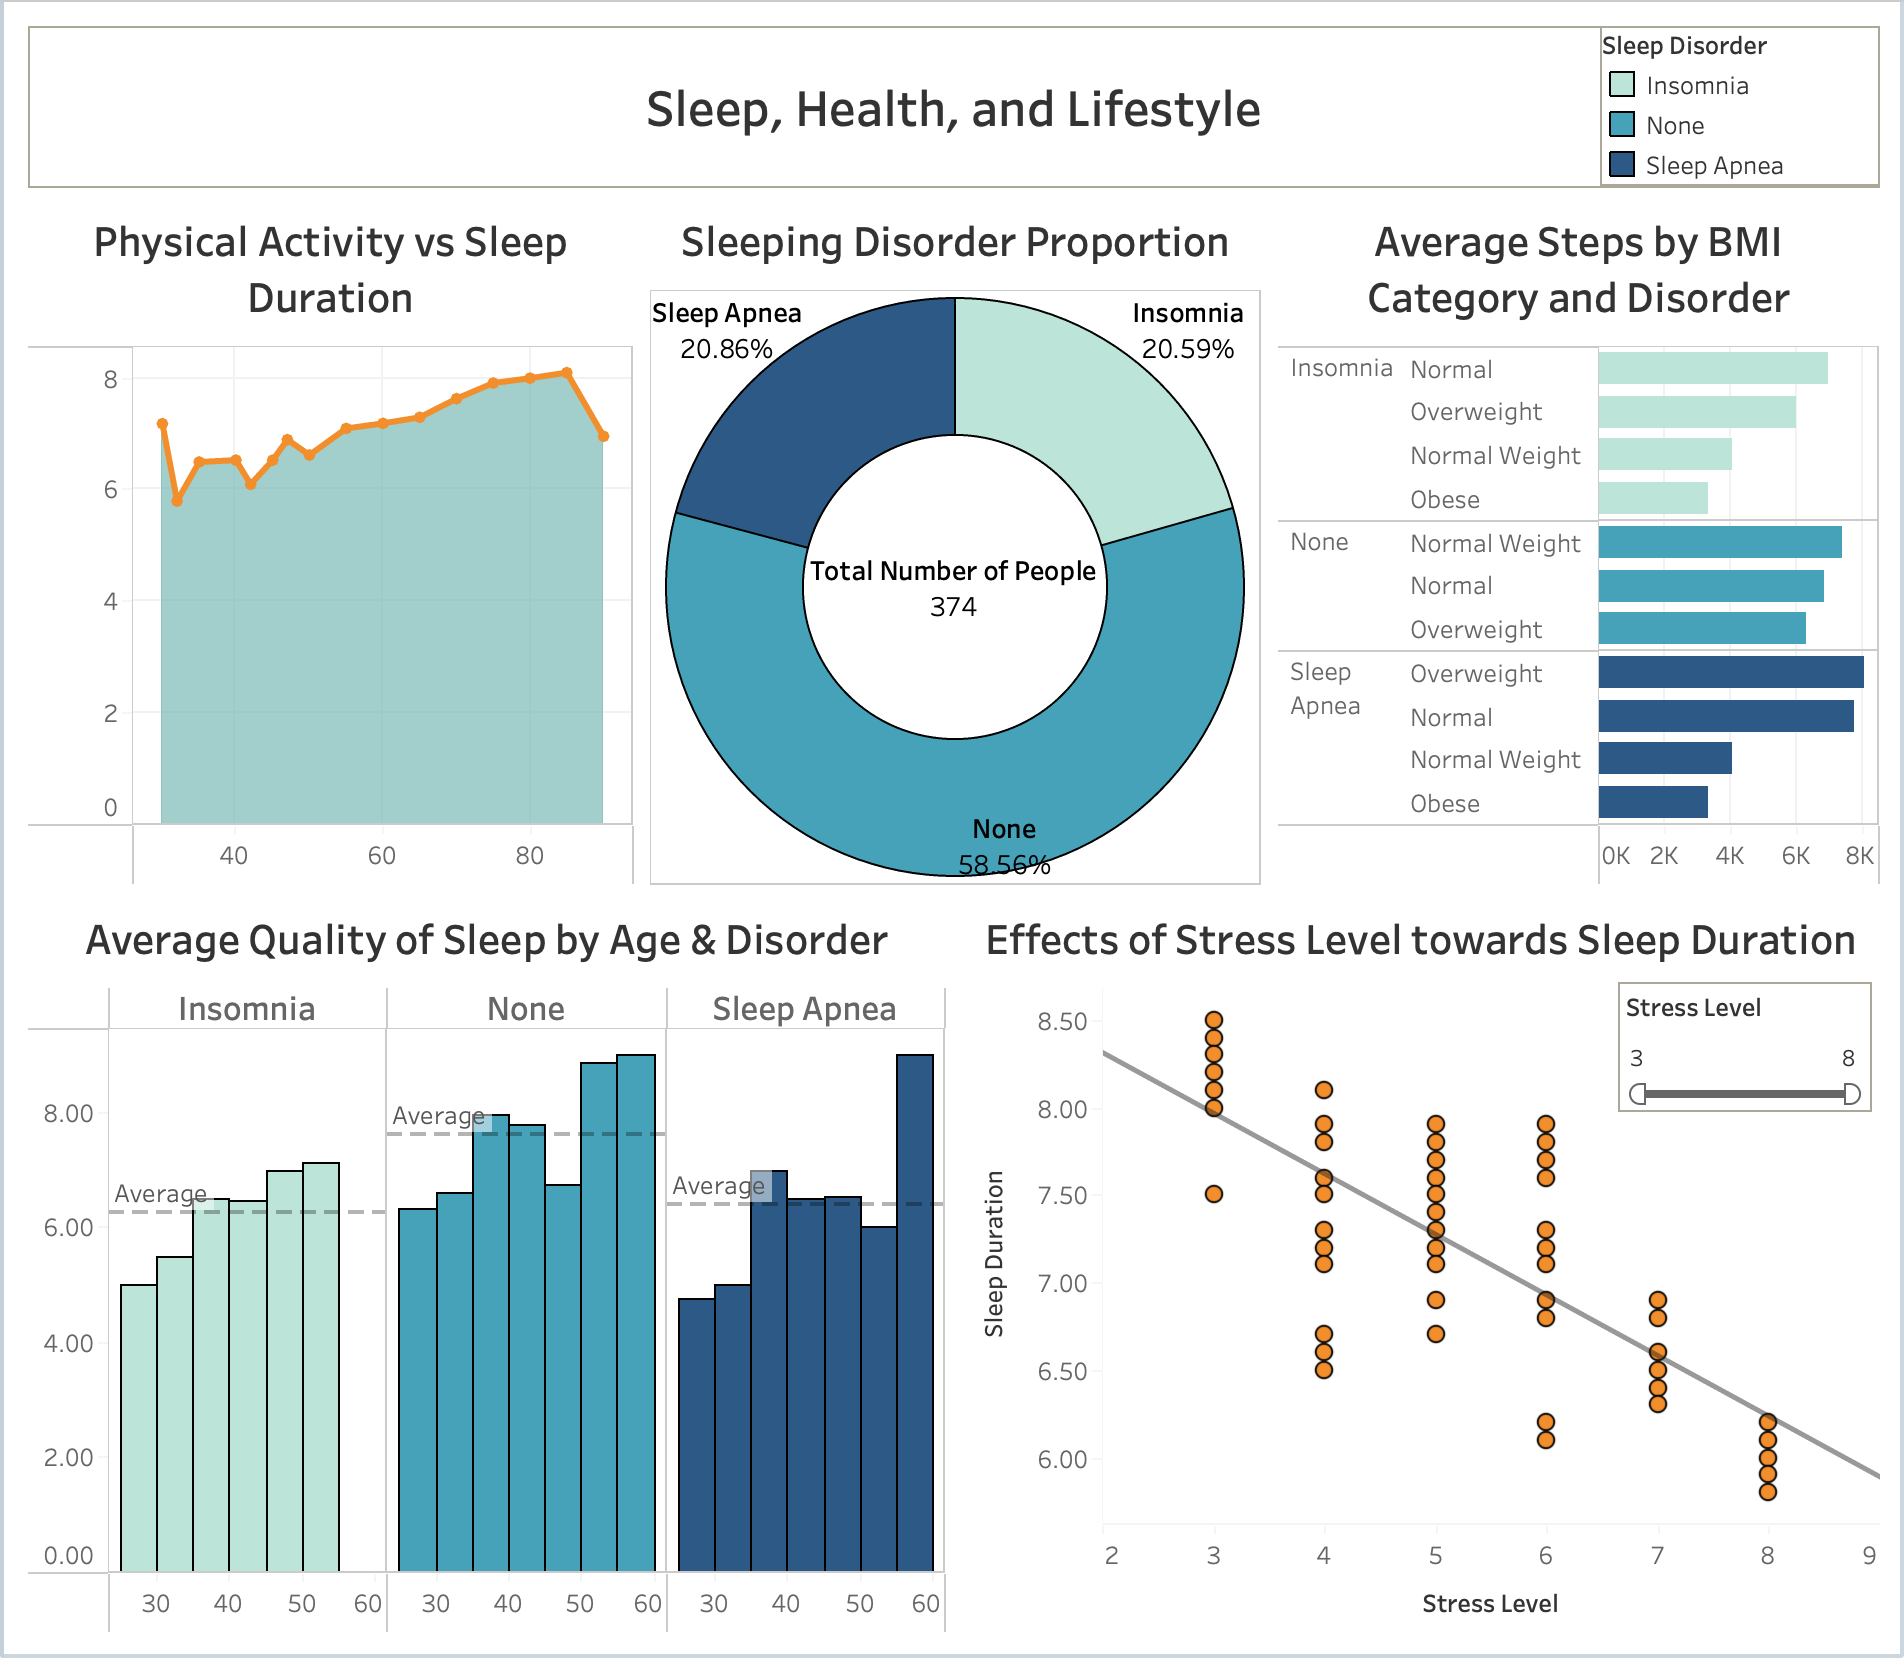 Sleep, Health, and Lifestyle
Sleep Disorder
Insomnia
None
Sleep Apnea
Physical Activity vs Sleep
Duration
8
6
4
2
0
40 60 80
Sleeping Disorder Proportion
Sleep Apnea
20.86%
Insomnia
20.59%
Total Number of People
374
None
58.56%
Average Steps by BMI
Category and Disorder
Insomnia Normal
Overweight
Normal Weight
Obese
None Normal Weight
Normal
Overweight
Sleep Overweight
Apnea Normal
Normal Weight
Obese
0K 2K 4K 6K 8K
Average Quality of Sleep by Age & Disorder
Insomnia None Sleep Apnea
8.00
6.00
4.00
2.00
0.00
Average
Average
Average
30 40 50 60 30 40 50 60 30 40 50 60
Effects of Stress Level towards Sleep Duration
Stress Level
3 8
8.50
8.00
7.50
7.00
6.50
6.00
Sleep Duration
2 3 4 5 6 7 8 9
Stress Level